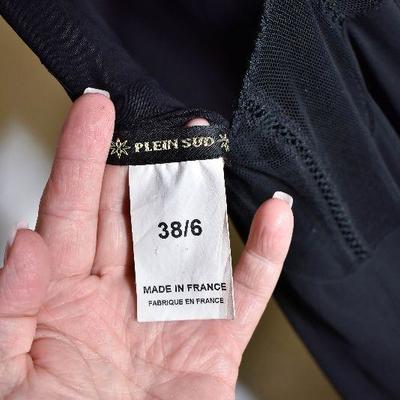 PLEIN SUD
38/6
MADE IN FRANCE
FABRIQUE EN FRANCE